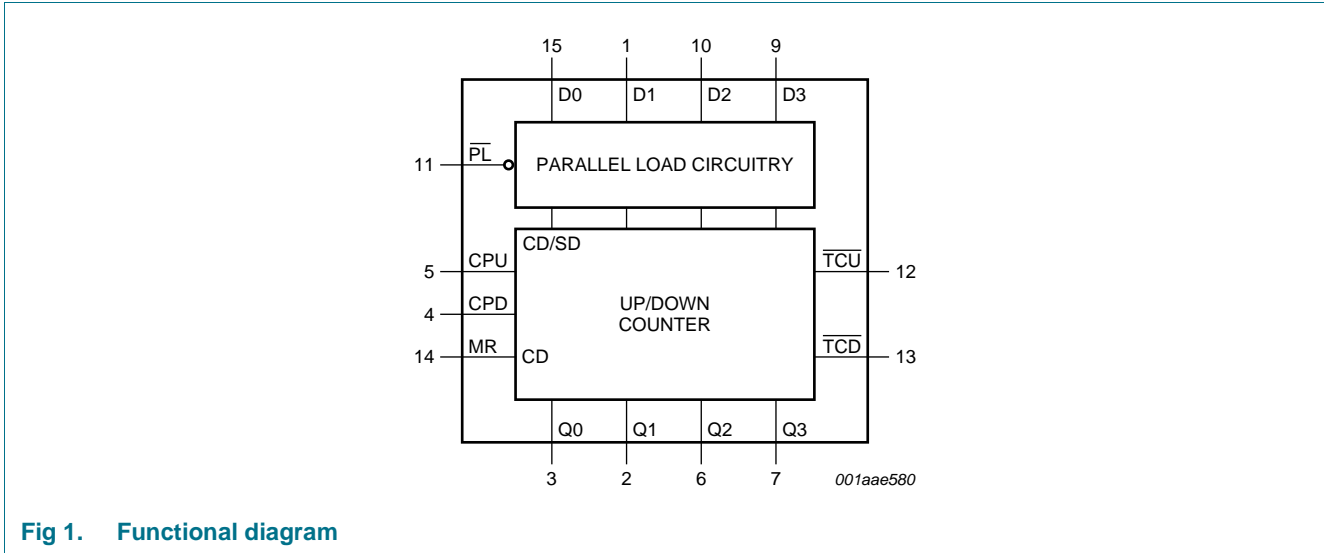 15 1 10 9
D0 D1 D2 D3
11 PL PARALLEL LOAD CIRCUITRY
CD/SD
5 CPU TCU 12
4 CPD UP/DOWN
COUNTER
14 MR CD TCD 13
Q0 Q1 Q2 Q3
3 2 6 7 001aae580
Fig 1. Functional diagram